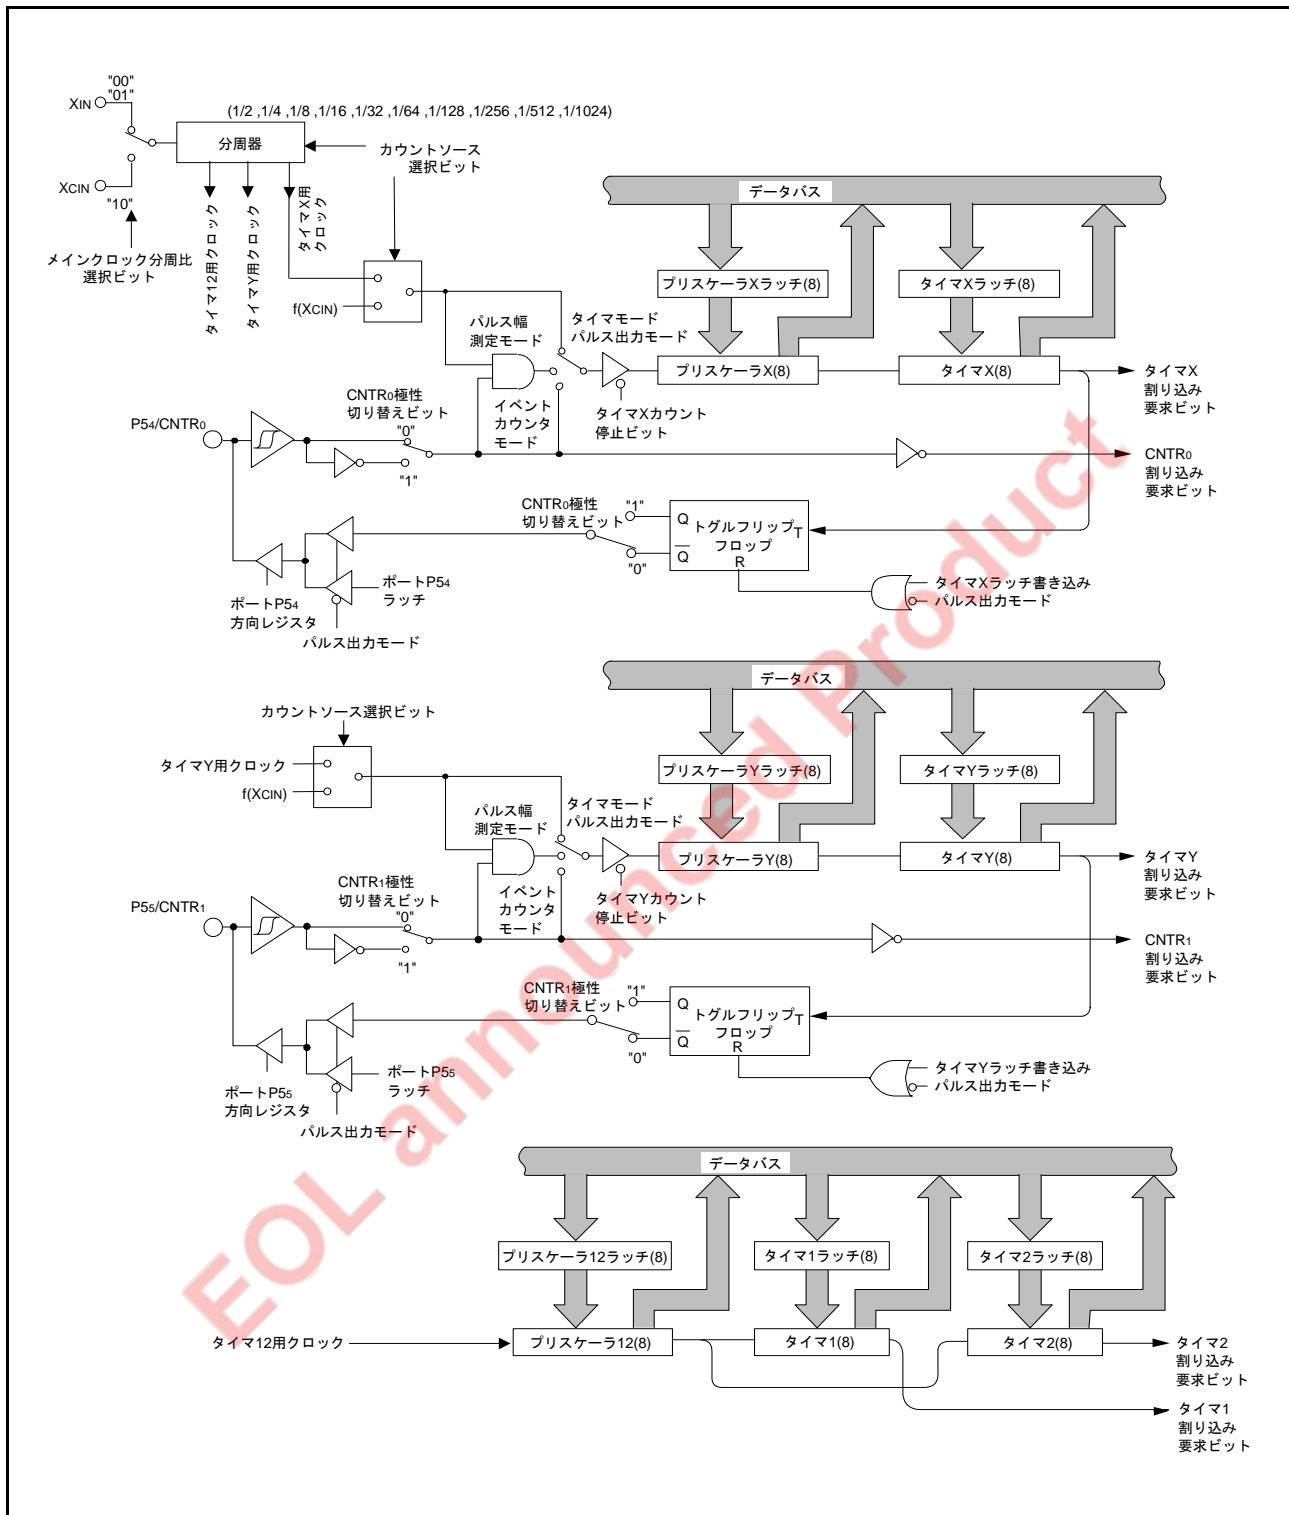 "00"
"01"
XIN
(1/2 ,1/4 ,1/8 ,1/16 ,1/32 ,1/64 ,1/128 ,1/256 ,1/512 ,1/1024)
分周器
カウントソース
選択ビット
XCIN
"10"
メインクロック分周比
選択ビット
タイマ12用クロック
タイマY用クロック
タイマX用
クロック
f(XCIN)
データバス
プリスケーラXラッチ(8)
タイマXラッチ(8)
パルス幅
測定モード
タイマモード
パルス出力モード
プリスケーラX(8)
タイマX(8)
タイマX
割り込み
要求ビット
CNTR0極性
切り替えビット
イベント
カウンタ
モード
タイマXカウント
停止ビット
P54/CNTR0
"0"
"1"
CNTR0
割り込み
要求ビット
CNTR0極性
切り替えビット
"1"
"0"
Q
Q
トグルフリップ
フロップ
T
R
タイマXラッチ書き込み
パルス出力モード
ポートP54
ラッチ
ポートP54
方向レジスタ
パルス出力モード
データバス
カウントソース選択ビット
タイマY用クロック
f(XCIN)
プリスケーラYラッチ(8)
タイマYラッチ(8)
パルス幅
測定モード
タイマモード
パルス出力モード
プリスケーラY(8)
タイマY(8)
タイマY
割り込み
要求ビット
CNTR1極性
切り替えビット
イベント
カウンタ
モード
タイマYカウント
停止ビット
P55/CNTR1
"0"
"1"
CNTR1
割り込み
要求ビット
CNTR1極性
切り替えビット
"1"
"0"
Q
Q
トグルフリップ
フロップ
T
R
タイマYラッチ書き込み
パルス出力モード
ポートP55
ラッチ
ポートP55
方向レジスタ
パルス出力モード
データバス
プリスケーラ12ラッチ(8)
タイマ1ラッチ(8)
タイマ2ラッチ(8)
タイマ12用クロック
プリスケーラ12(8)
タイマ1(8)
タイマ2(8)
タイマ2
割り込み
要求ビット
タイマ1
割り込み
要求ビット
EOL announced Product